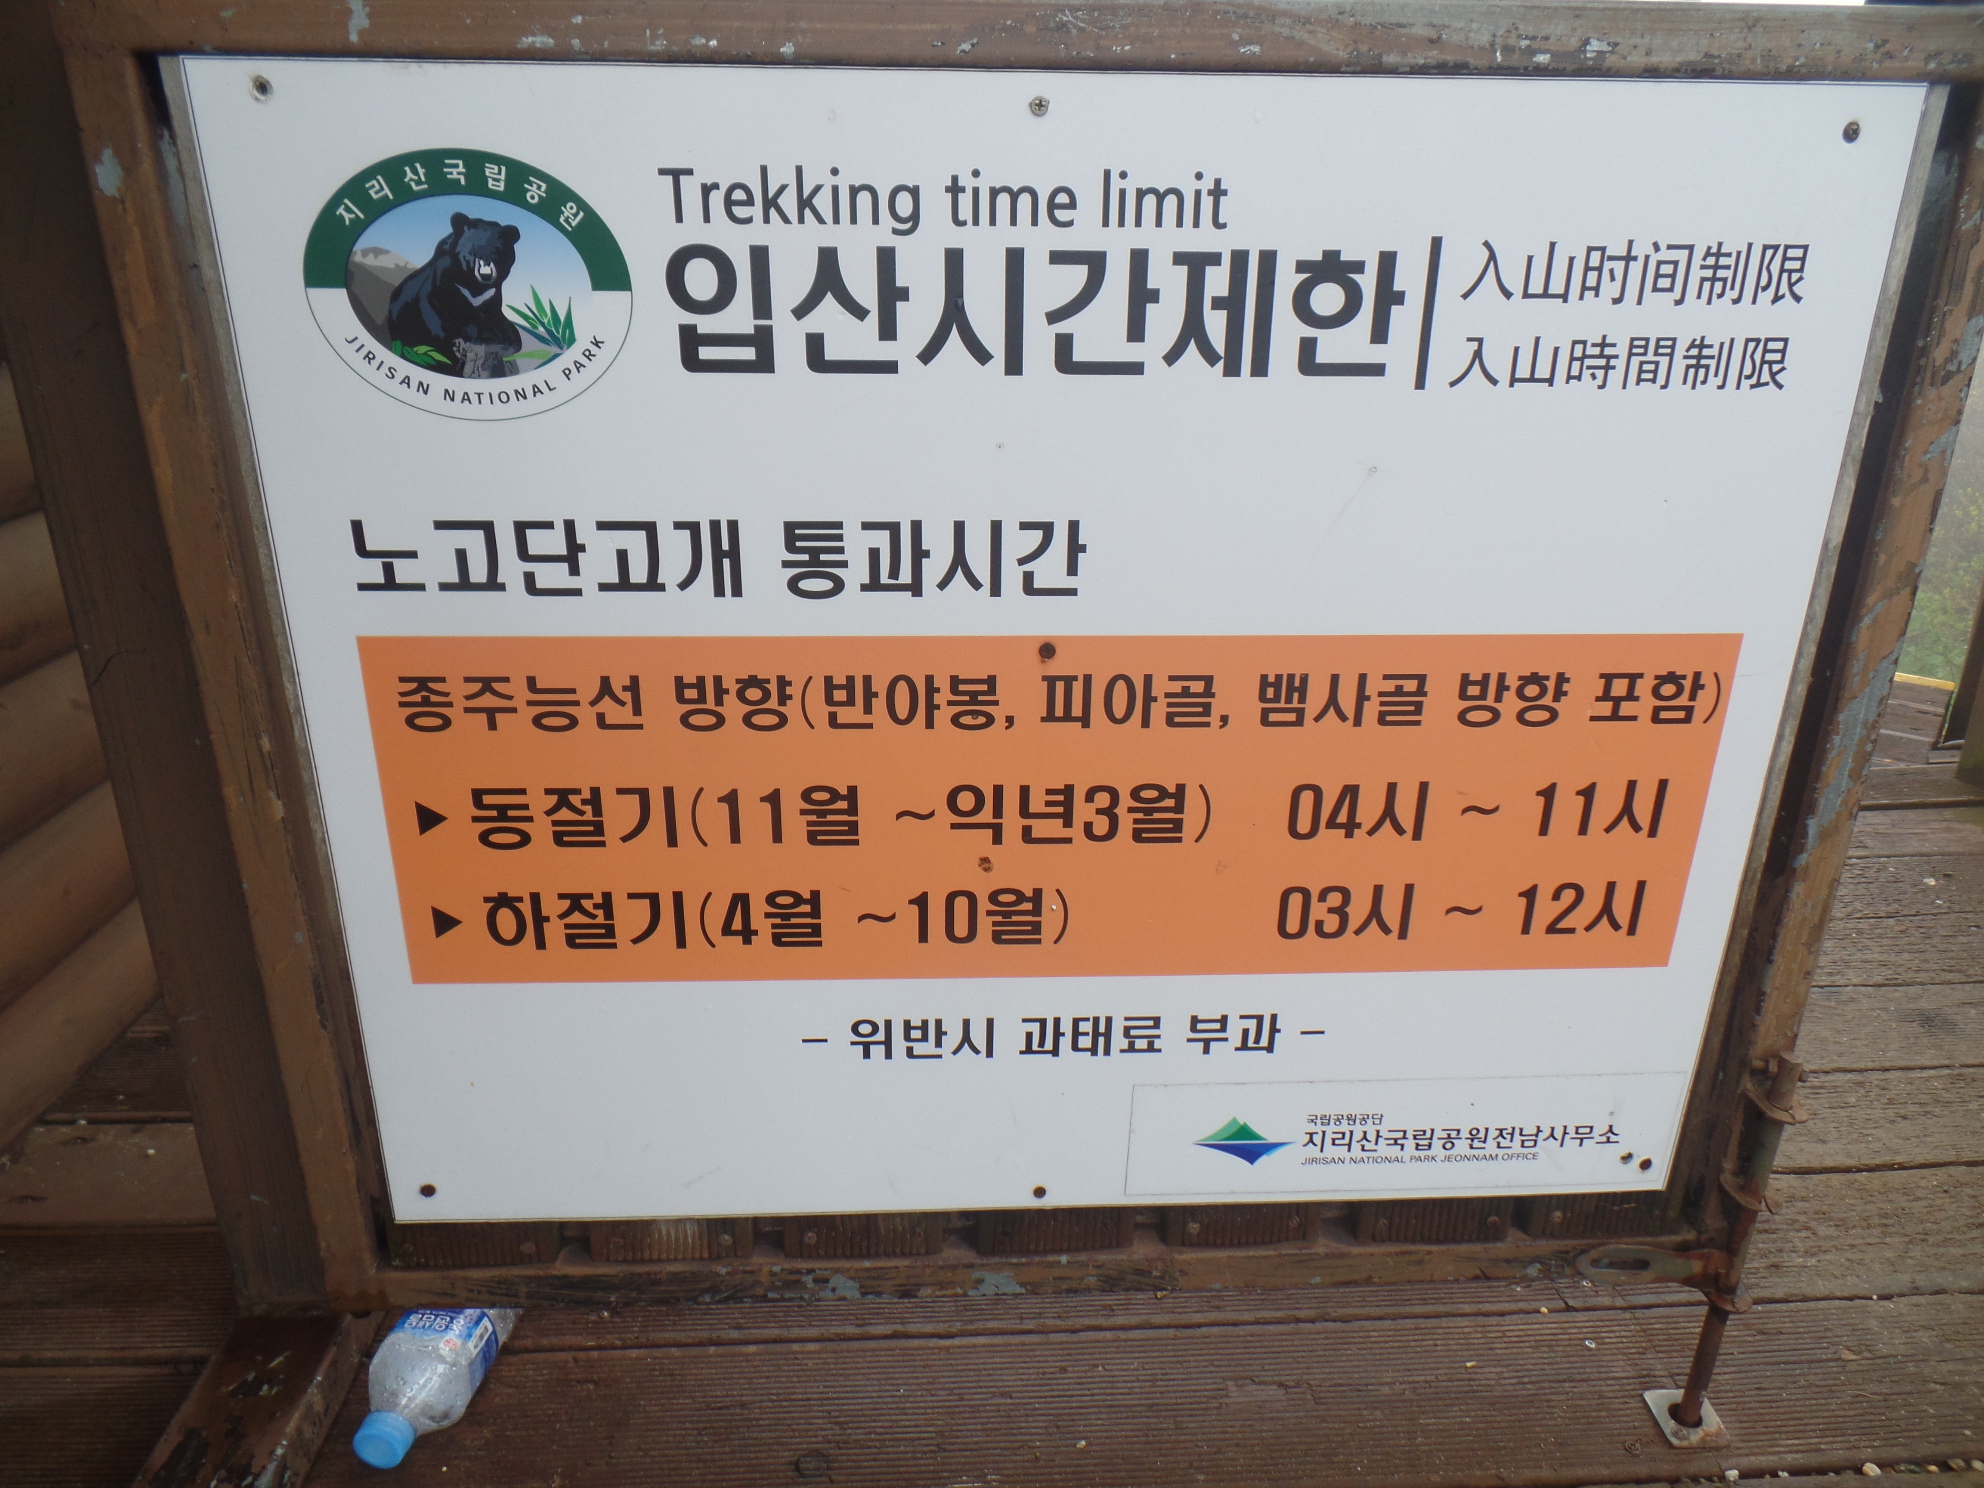 지리산국립공원
JIRISAN NATIONAL PARK
Trekking time limit
입산시간제한
入山时间制限
入山時間制限
노고단고개 통과시간
종주능선 방향(반야봉, 피아골, 뱀사골 방향 포함)
▶ 동절기(11월 ~익년3월) 04시 ~ 11시
▶ 하절기(4월 ~10월) 03시 ~ 12시
- 위반시 과태료 부과 -
국립공원공단
지리산국립공원전남사무소
JIRISAN NATIONAL PARK JEONNAM OFFICE